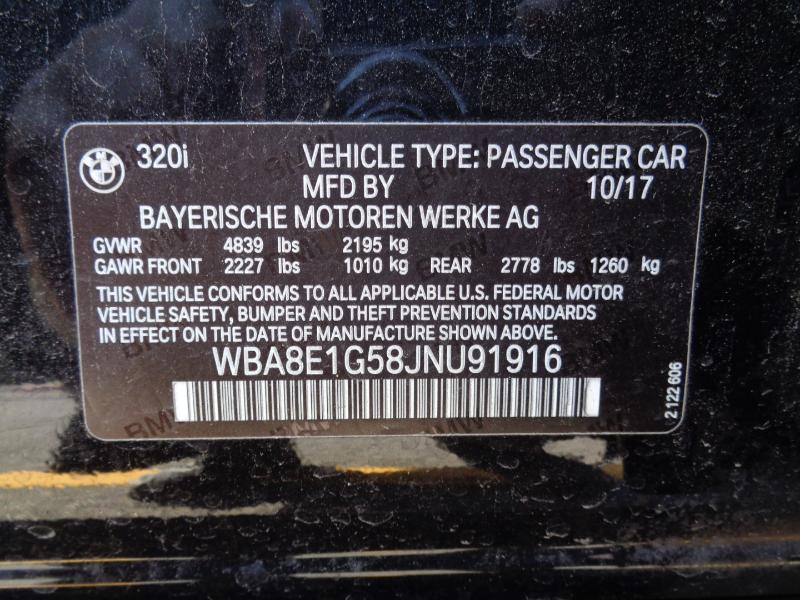 BMW 320i VEHICLE TYPE: PASSENGER CAR
MFD BY 10/17
BAYERISCHE MOTOREN WERKE AG
GVWR 4839 lbs 2195 kg
GAWR FRONT 2227 lbs 1010 kg REAR 2778 lbs 1260 kg
THIS VEHICLE CONFORMS TO ALL APPLICABLE U.S. FEDERAL MOTOR
VEHICLE SAFETY, BUMPER AND THEFT PREVENTION STANDARDS
IN EFFECT ON THE DATE OF MANUFACTURE SHOWN ABOVE.
WBA8E1G58JNU91916
2 122 606